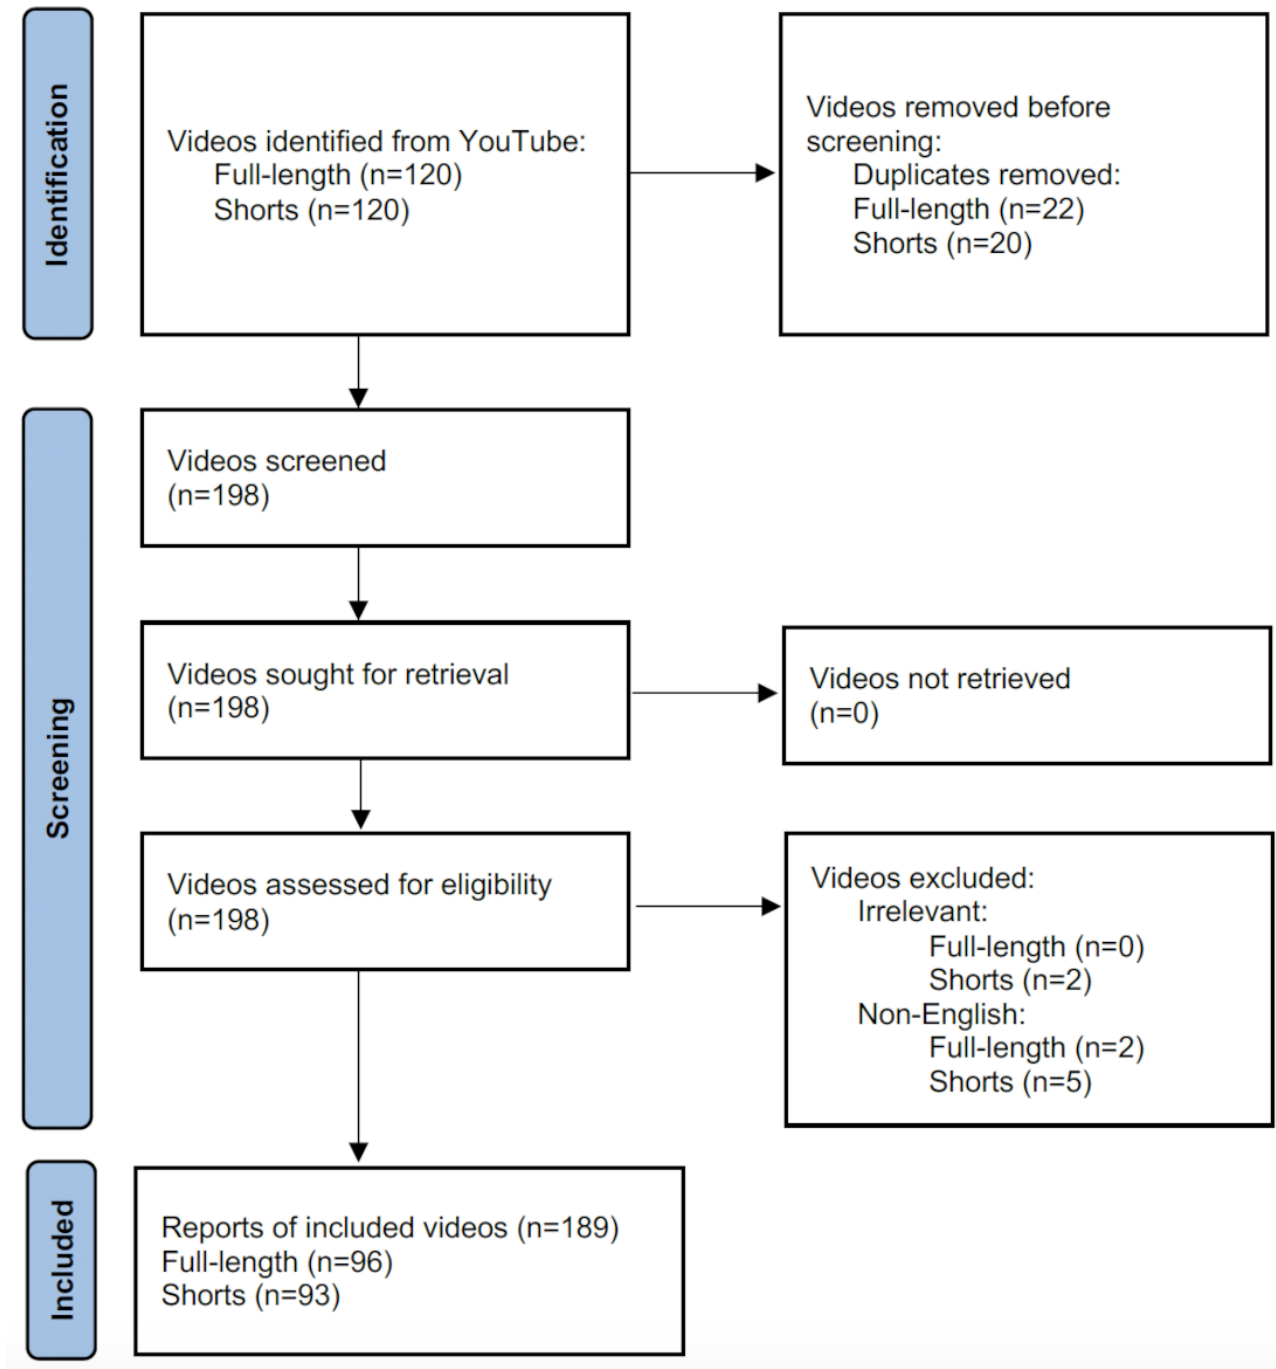 Identification
Videos identified from YouTube:
Full-length (n=120)
Shorts (n=120)
Videos removed before
screening:
Duplicates removed:
Full-length (n=22)
Shorts (n=20)
Screening
Videos screened
(n=198)
Videos sought for retrieval
(n=198)
Videos not retrieved
(n=0)
Videos assessed for eligibility
(n=198)
Videos excluded:
Irrelevant:
Full-length (n=0)
Shorts (n=2)
Non-English:
Full-length (n=2)
Shorts (n=5)
Included
Reports of included videos (n=189)
Full-length (n=96)
Shorts (n=93)